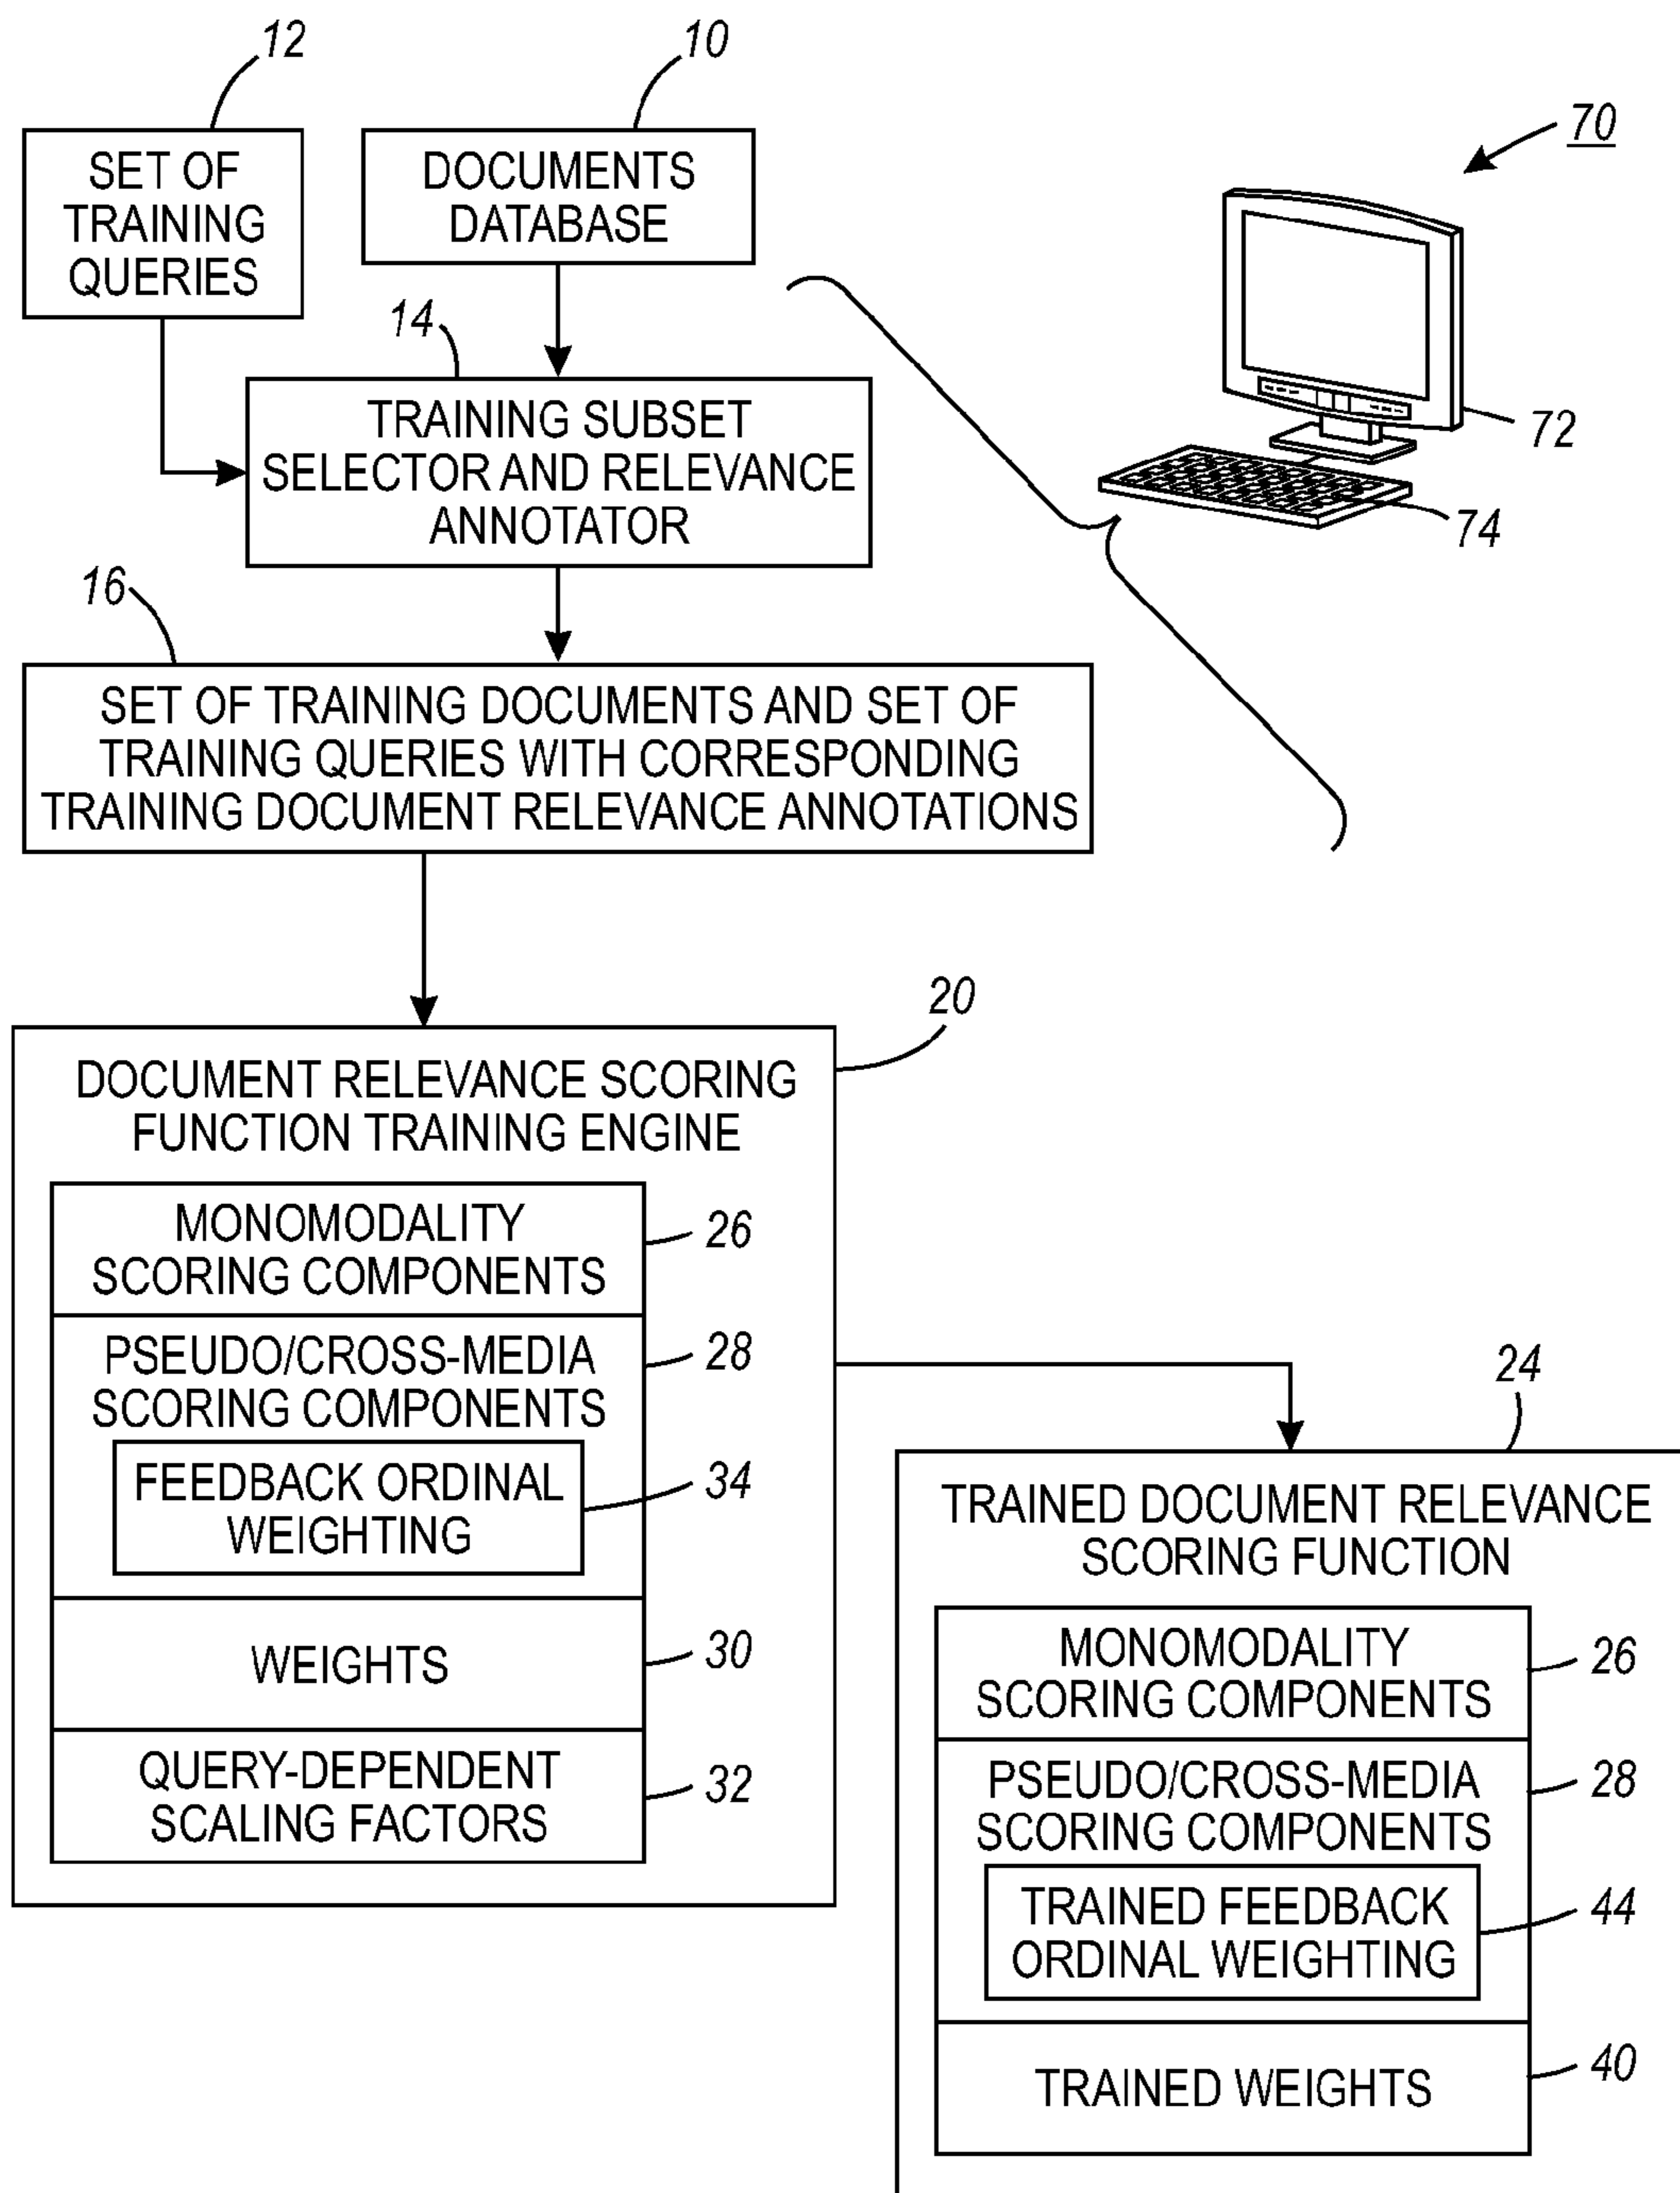 12
10
70
SET OF
TRAINING
QUERIES
DOCUMENTS
DATABASE
14
TRAINING SUBSET
SELECTOR AND RELEVANCE
ANNOTATOR
72
74
16
SET OF TRAINING DOCUMENTS AND SET OF
TRAINING QUERIES WITH CORRESPONDING
TRAINING DOCUMENT RELEVANCE ANNOTATIONS
20
DOCUMENT RELEVANCE SCORING
FUNCTION TRAINING ENGINE
MONOMODALITY
SCORING COMPONENTS
26
PSEUDO/CROSS-MEDIA
SCORING COMPONENTS
28
FEEDBACK ORDINAL
WEIGHTING
34
WEIGHTS
30
QUERY-DEPENDENT
SCALING FACTORS
32
24
TRAINED DOCUMENT RELEVANCE
SCORING FUNCTION
MONOMODALITY
SCORING COMPONENTS
26
PSEUDO/CROSS-MEDIA
SCORING COMPONENTS
28
TRAINED FEEDBACK
ORDINAL WEIGHTING
44
TRAINED WEIGHTS
40